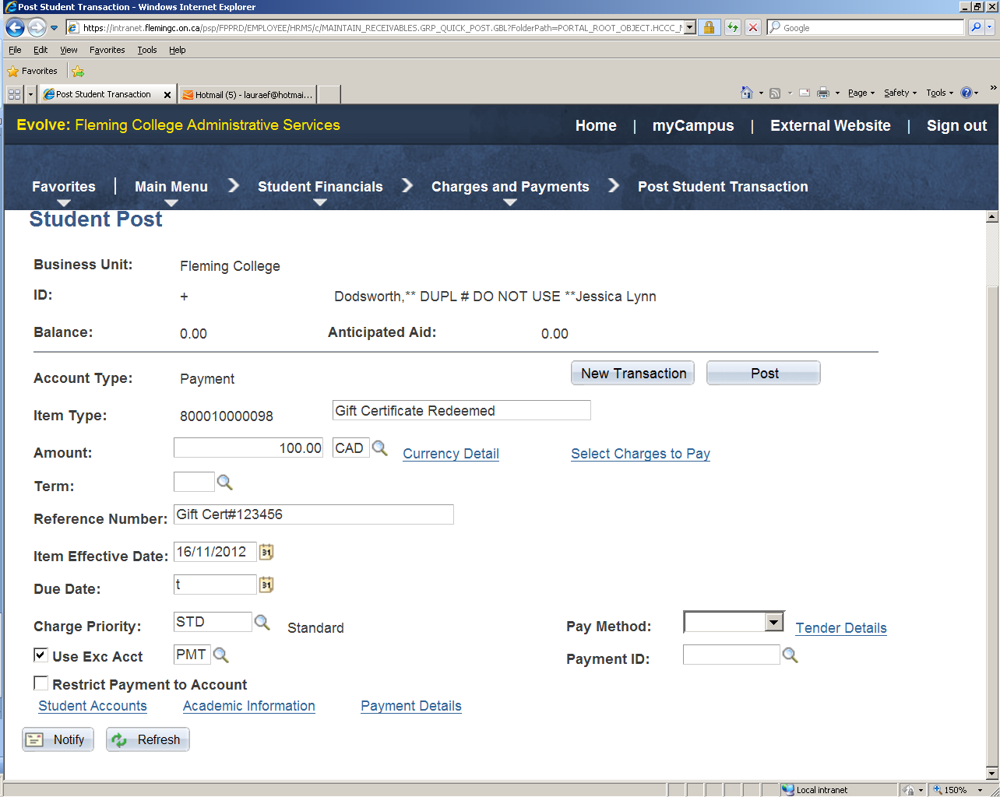 Post Student Transaction - Windows Internet Explorer
https://intranet.flemingc.on.ca/psp/FPPRD/EMPLOYEE/HRMS/c/MAINTAIN_RECEIVABLES.GRP_QUICK_POST.GBL?FolderPath=PORTAL_ROOT_OBJECT.HCCC_
Google
File Edit View Favorites Tools Help
Favorites
Post Student Transaction
Hotmail (5) - lauraef@hotmai...
Page Safety Tools
Evolve: Fleming College Administrative Services
Home | myCampus | External Website | Sign out
Favorites | Main Menu Student Financials Charges and Payments Post Student Transaction
Student Post
Business Unit: Fleming College
ID: + Dodsworth,** DUPL # DO NOT USE **Jessica Lynn
Balance: 0.00 Anticipated Aid: 0.00
Account Type: Payment New Transaction Post
Item Type: 800010000098 Gift Certificate Redeemed
Amount: 100.00 CAD Currency Detail Select Charges to Pay
Term:
Reference Number: Gift Cert#123456
Item Effective Date: 16/11/2012 31
Due Date: t 31
Charge Priority: STD Standard Pay Method: Tender Details
Use Exc Acct PMT Payment ID:
Restrict Payment to Account
Student Accounts Academic Information Payment Details
Notify Refresh
Local intranet 150%